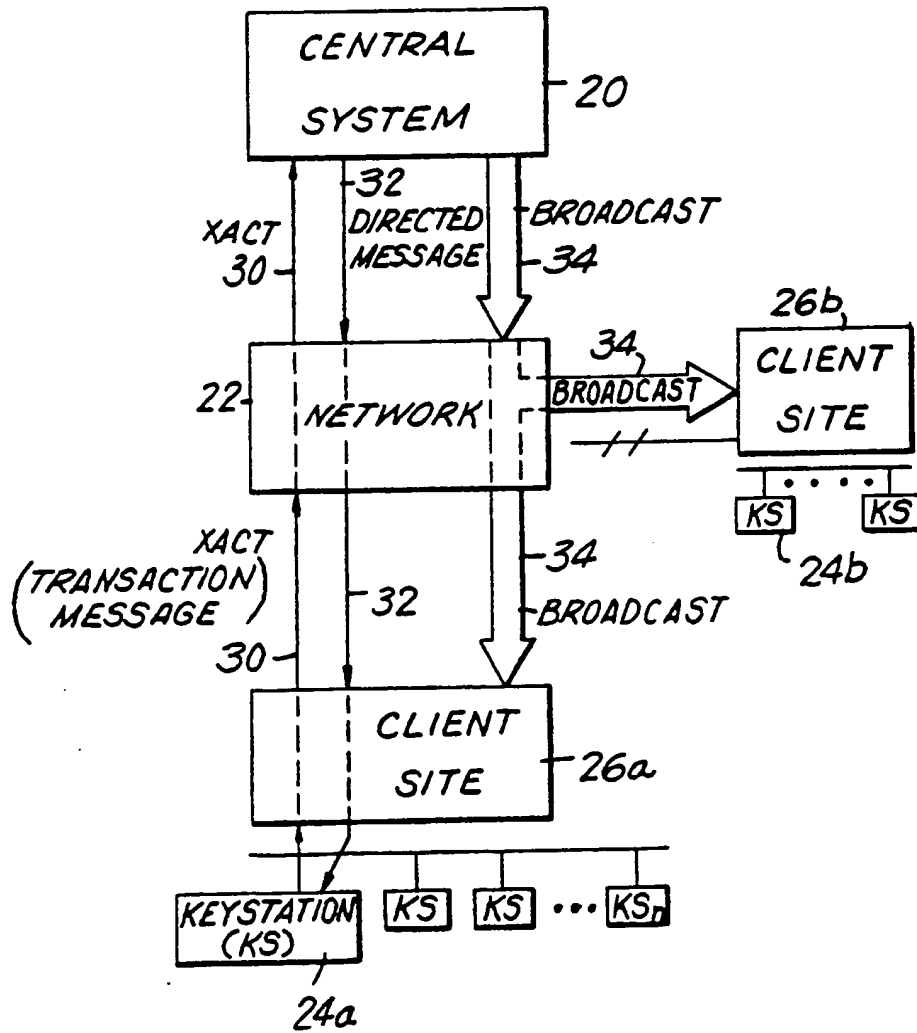 CENTRAL
SYSTEM
20
32
DIRECTED
MESSAGE
BROADCAST
34
XACT
30
26b
CLIENT
SITE
34
BROADCAST
22
NETWORK
KS
KS
24b
XACT
(TRANSACTION
MESSAGE)
30
32
34
BROADCAST
CLIENT
SITE
26a
KEYSTATION
(KS)
KS
KS
KSn
24a